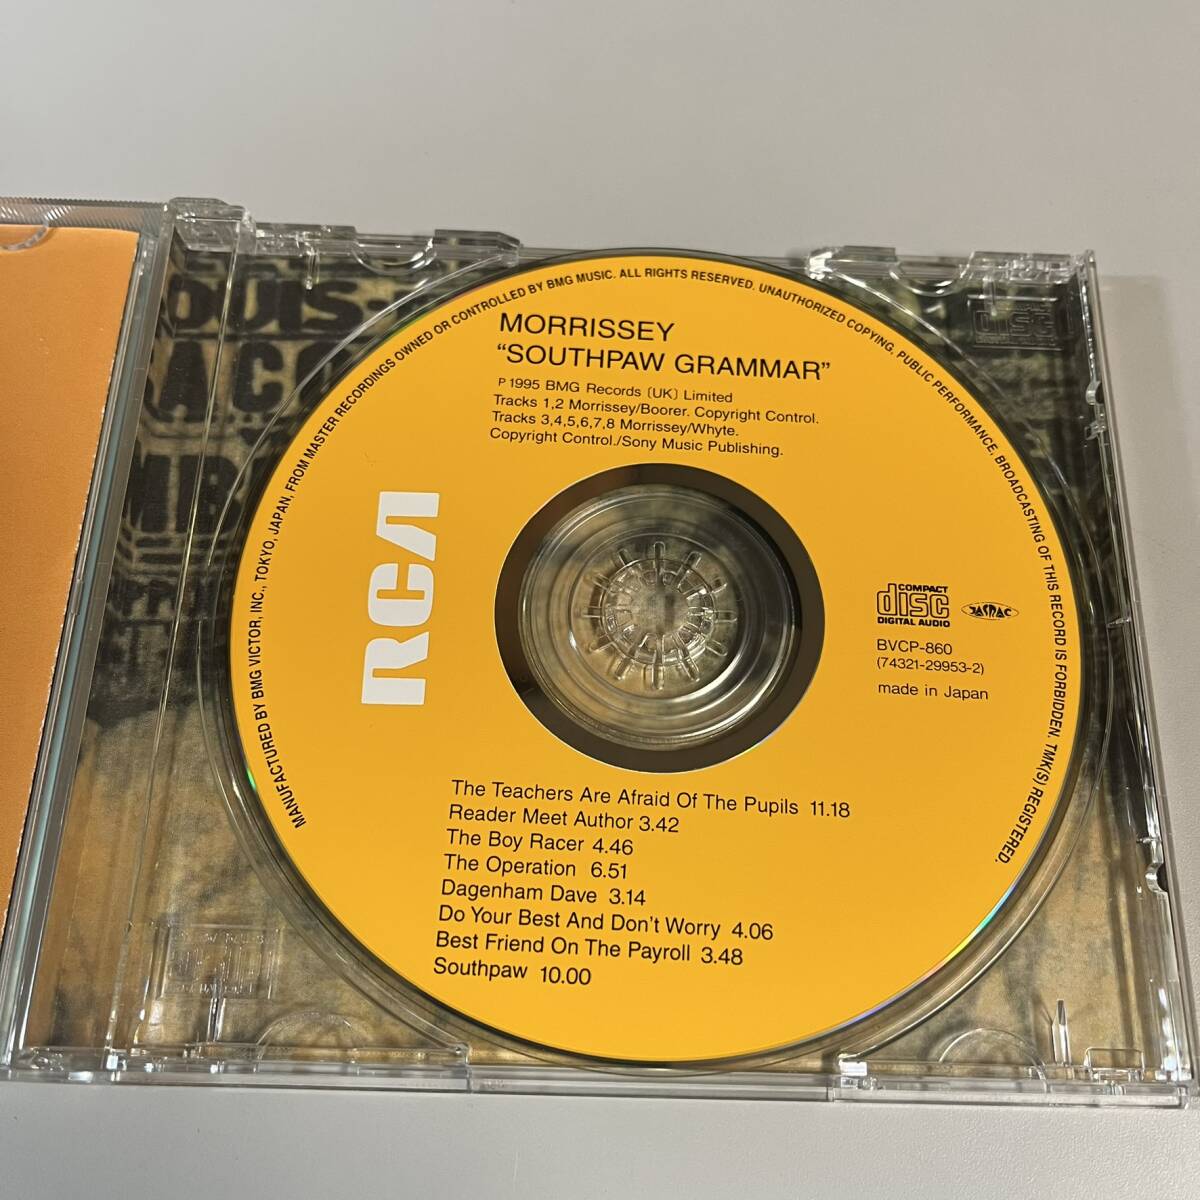 MORRISSEY
“SOUTHPAW GRAMMAR”
P 1995 BMG Records (UK) Limited
Tracks 1,2 Morrissey/Boorer. Copyright Control.
Tracks 3,4,5,6,7,8 Morrissey/Whyte.
Copyright Control./Sony Music Publishing.
RCA
COMPACT
disc
DIGITAL AUDIO
JASRAC
BVCP-860
(74321-29953-2)
made in Japan
The Teachers Are Afraid Of The Pupils 11.18
Reader Meet Author 3.42
The Boy Racer 4.46
The Operation 6.51
Dagenham Dave 3.14
Do Your Best And Don't Worry 4.06
Best Friend On The Payroll 3.48
Southpaw 10.00
MANUFACTURED BY BMG VICTOR, INC., TOKYO, JAPAN, FROM MASTER RECORDINGS OWNED OR CONTROLLED BY BMG MUSIC. ALL RIGHTS RESERVED. UNAUTHORIZED COPYING, PUBLIC PERFORMANCE, BROADCASTING OF THIS RECORD IS FORBIDDEN. TMK(S) REGISTERED.
disc